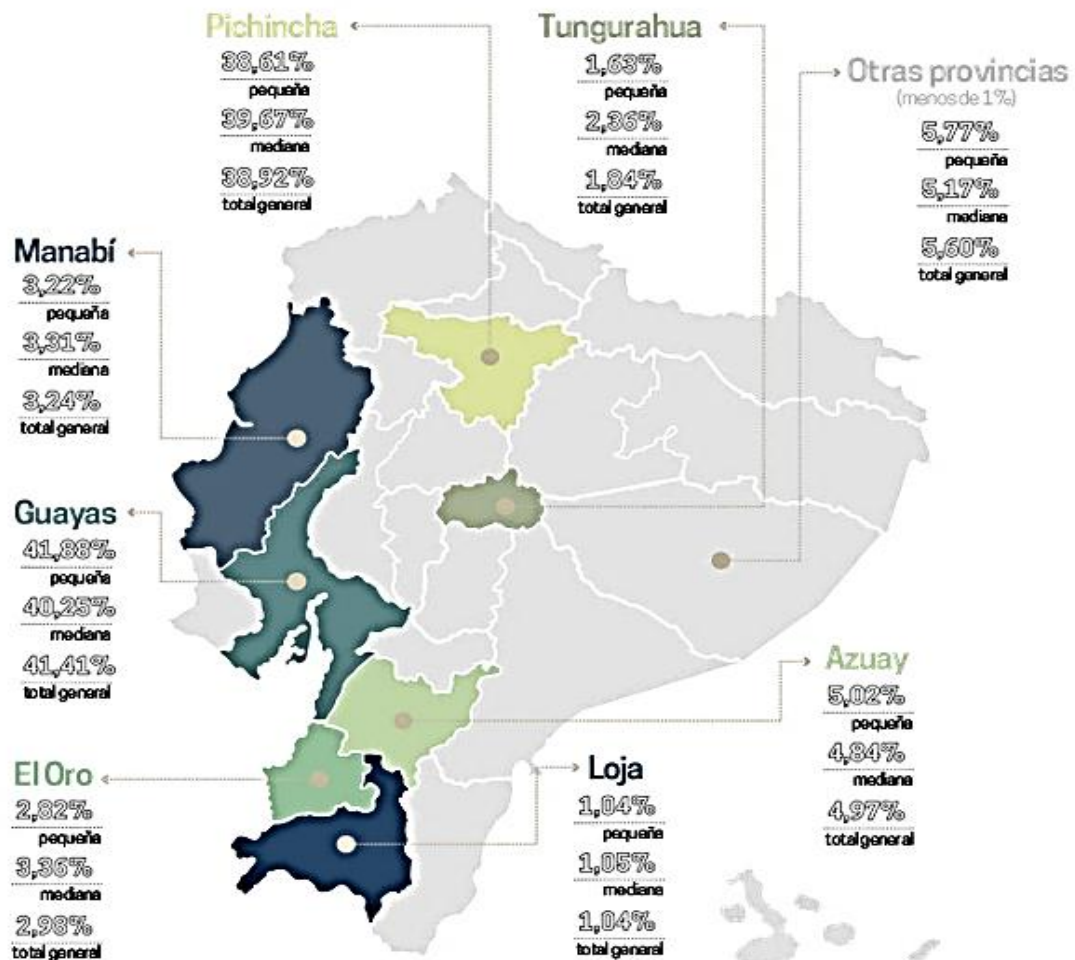 Pichincha
38,61%
pequeña
39,67%
mediana
38,92%
total general
Tungurahua
1,63%
pequeña
2,36%
mediana
1,84%
total general
Otras provincias
(menos de 1%)
5,77%
pequeña
5,17%
mediana
5,60%
total general
Manabí
3,22%
pequeña
3,31%
mediana
3,24%
total general
Guayas
41,88%
pequeña
40,25%
mediana
41,41%
total general
Azuay
5,02%
pequeña
4,84%
mediana
4,97%
total general
El Oro
2,82%
pequeña
3,36%
mediana
2,98%
total general
Loja
1,04%
pequeña
1,05%
mediana
1,04%
total general